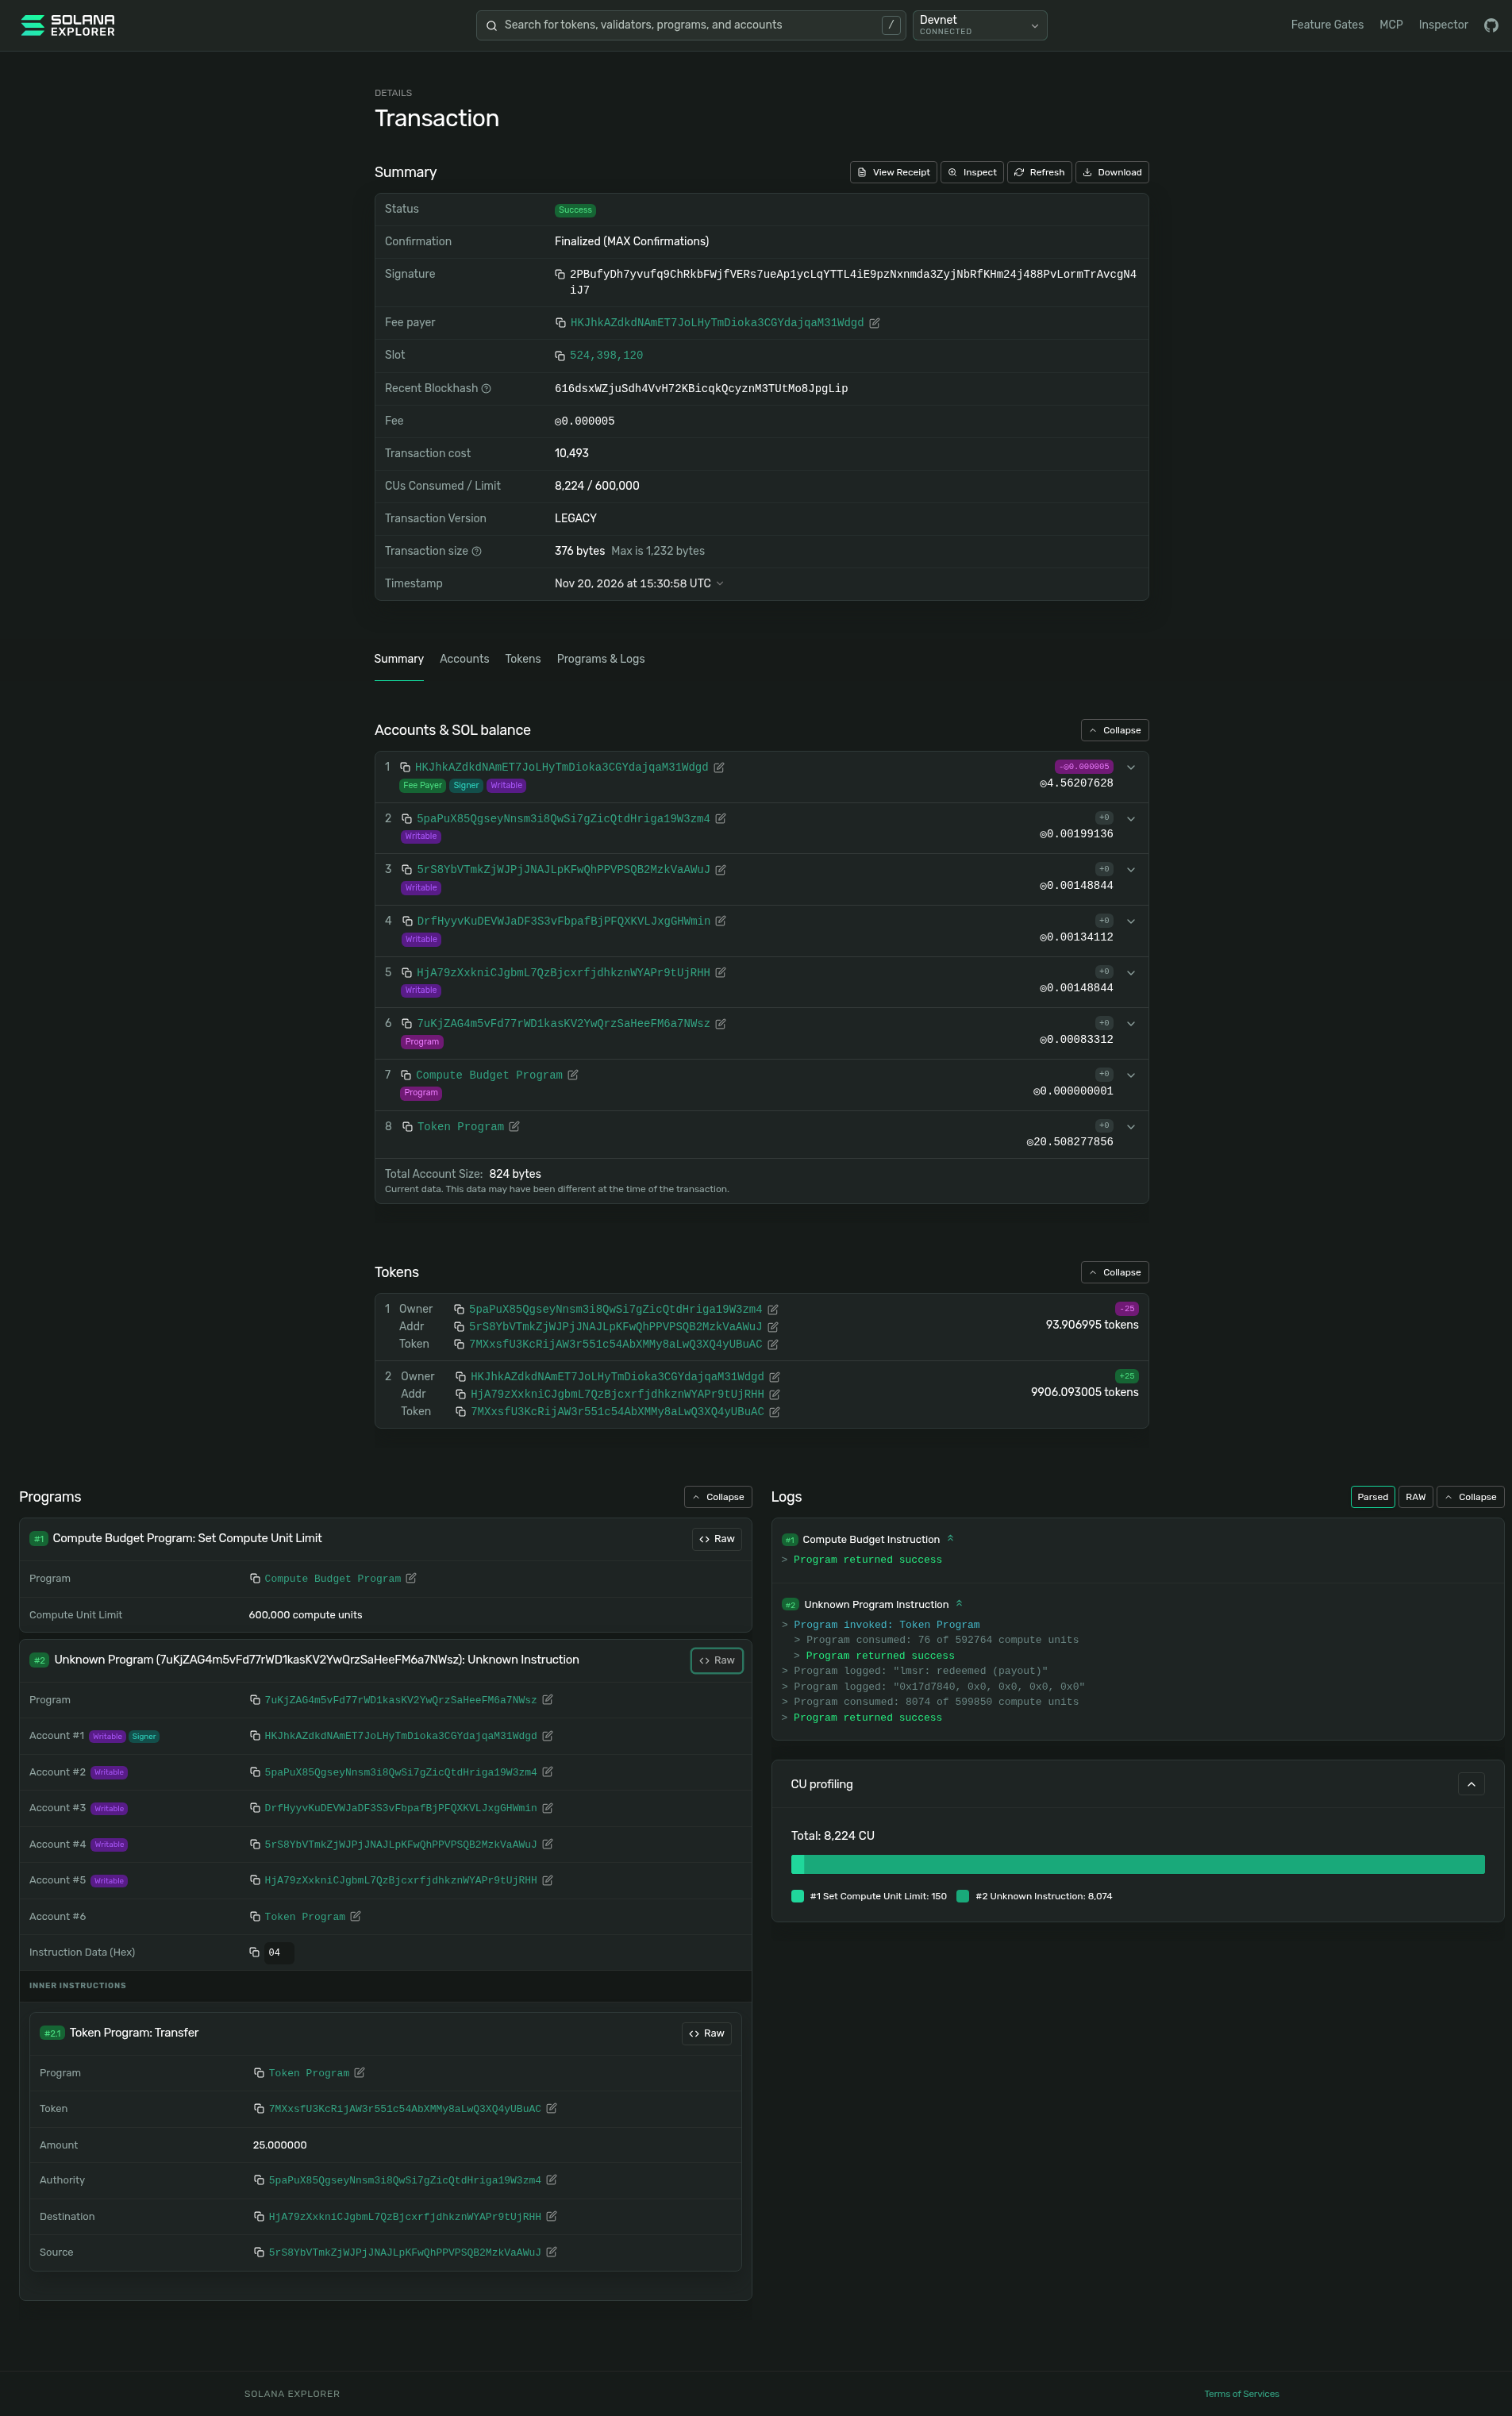 SOLANA
EXPLORER
Search for tokens, validators, programs, and accounts
/
Devnet
CONNECTED
Feature Gates
MCP
Inspector
DETAILS
Transaction
Summary
View Receipt
Inspect
Refresh
Download
Status
Success
Confirmation
Finalized (MAX Confirmations)
Signature
2PBufyDh7yvufq9ChRkbFWjfVERs7ueAp1ycLqYTTL4iE9pzNxnmda3ZyjNbRfKHm24j488PvLormTrAvcgN4
iJ7
Fee payer
HKJhkAZdkdNAmET7JoLHyTmDioka3CGYdajqaM31Wdgd
Slot
524,398,120
Recent Blockhash
616dsxWZjuSdh4VvH72KBicqkQcyznM3TUtMo8JpgLip
Fee
◎0.000005
Transaction cost
10,493
CUs Consumed / Limit
8,224 / 600,000
Transaction Version
LEGACY
Transaction size
376 bytes Max is 1,232 bytes
Timestamp
Nov 20, 2026 at 15:30:58 UTC
Summary
Accounts
Tokens
Programs & Logs
Accounts & SOL balance
Collapse
1 HKJhkAZdkdNAmET7JoLHyTmDioka3CGYdajqaM31Wdgd
-◎0.000005
Fee Payer Signer Writable
◎4.56207628
2 5paPuX85QgseyNnsm3i8QwSi7gZicQtdHriga19W3zm4
+0
Writable
◎0.00199136
3 5rS8YbVTmkZjWJPjJNAJLpKFwQhPPVPSQB2MzkVaAWuJ
+0
Writable
◎0.00148844
4 DrfHyyvKuDEVWJaDF3S3vFbpafBjPFQXKVLJxgGHWmin
+0
Writable
◎0.00134112
5 HjA79zXxkniCJgbmL7QzBjcxrfjdhkznWYAPr9tUjRHH
+0
Writable
◎0.00148844
6 7uKjZAG4m5vFd77rWD1kasKV2YwQrzSaHeeFM6a7NWsz
+0
Program
◎0.00083312
7 Compute Budget Program
+0
Program
◎0.000000001
8 Token Program
+0
◎20.508277856
Total Account Size: 824 bytes
Current data. This data may have been different at the time of the transaction.
Tokens
Collapse
1 Owner 5paPuX85QgseyNnsm3i8QwSi7gZicQtdHriga19W3zm4
-25
Addr 5rS8YbVTmkZjWJPjJNAJLpKFwQhPPVPSQB2MzkVaAWuJ
93.906995 tokens
Token 7MXxsfU3KcRijAW3r551c54AbXMMy8aLwQ3XQ4yUBuAC
2 Owner HKJhkAZdkdNAmET7JoLHyTmDioka3CGYdajqaM31Wdgd
+25
Addr HjA79zXxkniCJgbmL7QzBjcxrfjdhkznWYAPr9tUjRHH
9906.093005 tokens
Token 7MXxsfU3KcRijAW3r551c54AbXMMy8aLwQ3XQ4yUBuAC
Programs
Collapse
#1 Compute Budget Program: Set Compute Unit Limit
Raw
Program
Compute Budget Program
Compute Unit Limit
600,000 compute units
#2 Unknown Program (7uKjZAG4m5vFd77rWD1kasKV2YwQrzSaHeeFM6a7NWsz): Unknown Instruction
Raw
Program
7uKjZAG4m5vFd77rWD1kasKV2YwQrzSaHeeFM6a7NWsz
Account #1 Writable Signer
HKJhkAZdkdNAmET7JoLHyTmDioka3CGYdajqaM31Wdgd
Account #2 Writable
5paPuX85QgseyNnsm3i8QwSi7gZicQtdHriga19W3zm4
Account #3 Writable
DrfHyyvKuDEVWJaDF3S3vFbpafBjPFQXKVLJxgGHWmin
Account #4 Writable
5rS8YbVTmkZjWJPjJNAJLpKFwQhPPVPSQB2MzkVaAWuJ
Account #5 Writable
HjA79zXxkniCJgbmL7QzBjcxrfjdhkznWYAPr9tUjRHH
Account #6
Token Program
Instruction Data (Hex)
04
INNER INSTRUCTIONS
#2.1 Token Program: Transfer
Raw
Program
Token Program
Token
7MXxsfU3KcRijAW3r551c54AbXMMy8aLwQ3XQ4yUBuAC
Amount
25.000000
Authority
5paPuX85QgseyNnsm3i8QwSi7gZicQtdHriga19W3zm4
Destination
HjA79zXxkniCJgbmL7QzBjcxrfjdhkznWYAPr9tUjRHH
Source
5rS8YbVTmkZjWJPjJNAJLpKFwQhPPVPSQB2MzkVaAWuJ
Logs
Parsed
RAW
Collapse
#1 Compute Budget Instruction
> Program returned success
#2 Unknown Program Instruction
> Program invoked: Token Program
> Program consumed: 76 of 592764 compute units
> Program returned success
> Program logged: "lmsr: redeemed (payout)"
> Program logged: "0x17d7840, 0x0, 0x0, 0x0, 0x0"
> Program consumed: 8074 of 599850 compute units
> Program returned success
CU profiling
Total: 8,224 CU
#1 Set Compute Unit Limit: 150
#2 Unknown Instruction: 8,074
SOLANA EXPLORER
Terms of Services